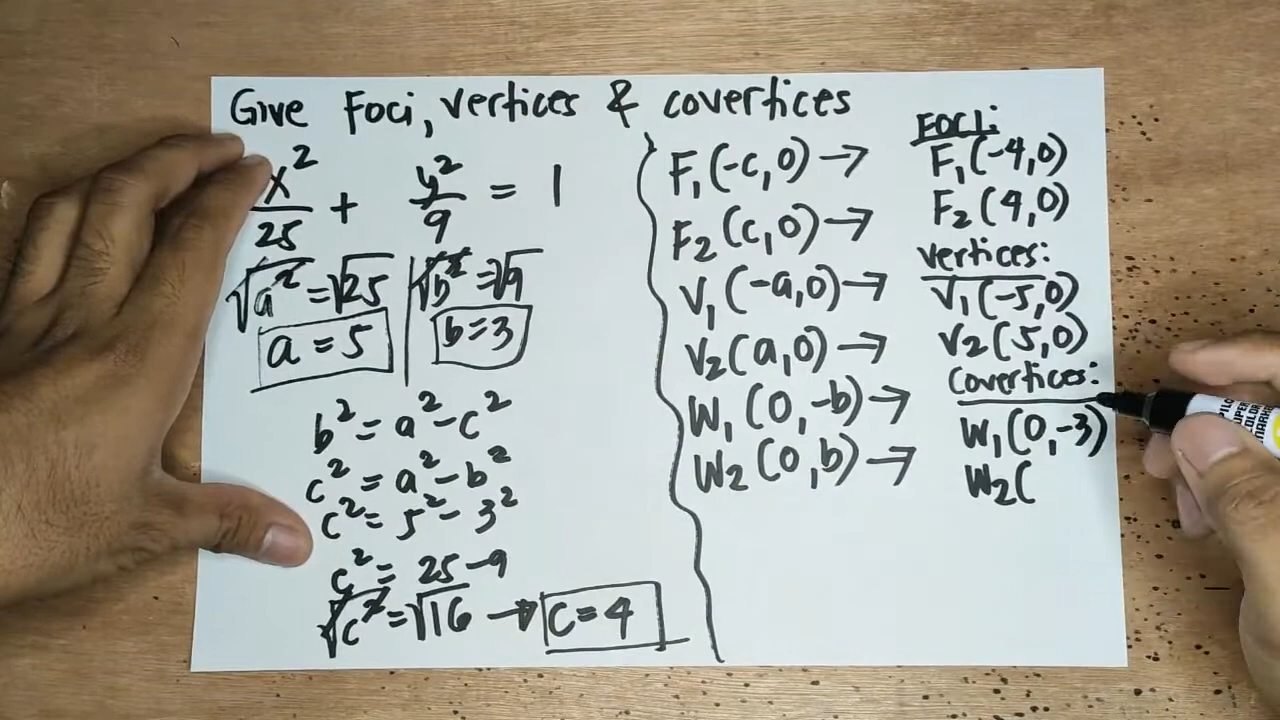 Give Foci, vertices & covertices
x²/25 + y²/9 = 1
√a² = √25
a = 5
√b² = √9
b = 3
b² = a² - c²
c² = a² - b²
c² = 5² - 3²
c² = 25 - 9
√c² = √16 → c = 4
F₁(-c, 0) →
F₂(c, 0) →
V₁(-a, 0) →
V₂(a, 0) →
W₁(0, -b) →
W₂(0, b) →
FOCI:
F₁(-4, 0)
F₂(4, 0)
vertices:
V₁(-5, 0)
V₂(5, 0)
Covertices:
W₁(0, -3)
W₂(